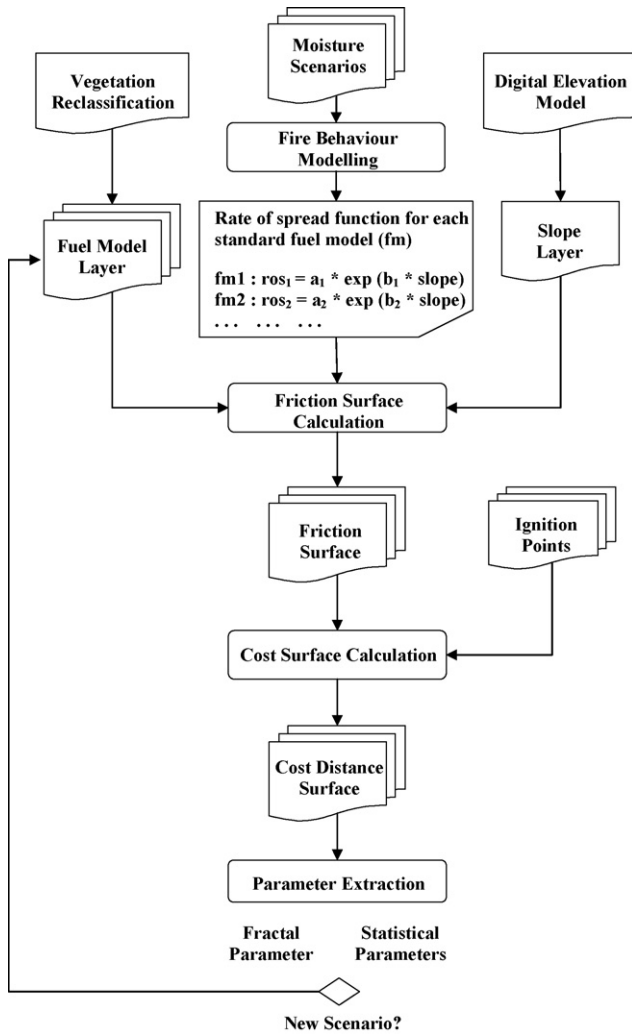 Moisture
Scenarios
Vegetation
Reclassification
Digital Elevation
Model
Fire Behaviour
Modelling
Rate of spread function for each
standard fuel model (fm)
fm1 : ros₁ = a₁ * exp (b₁ * slope)
fm2 : ros₂ = a₂ * exp (b₂ * slope)
. . . . . . . . .
Fuel Model
Layer
Slope
Layer
Friction Surface
Calculation
Friction
Surface
Ignition
Points
Cost Surface Calculation
Cost Distance
Surface
Parameter Extraction
Fractal
Parameter
Statistical
Parameters
New Scenario?